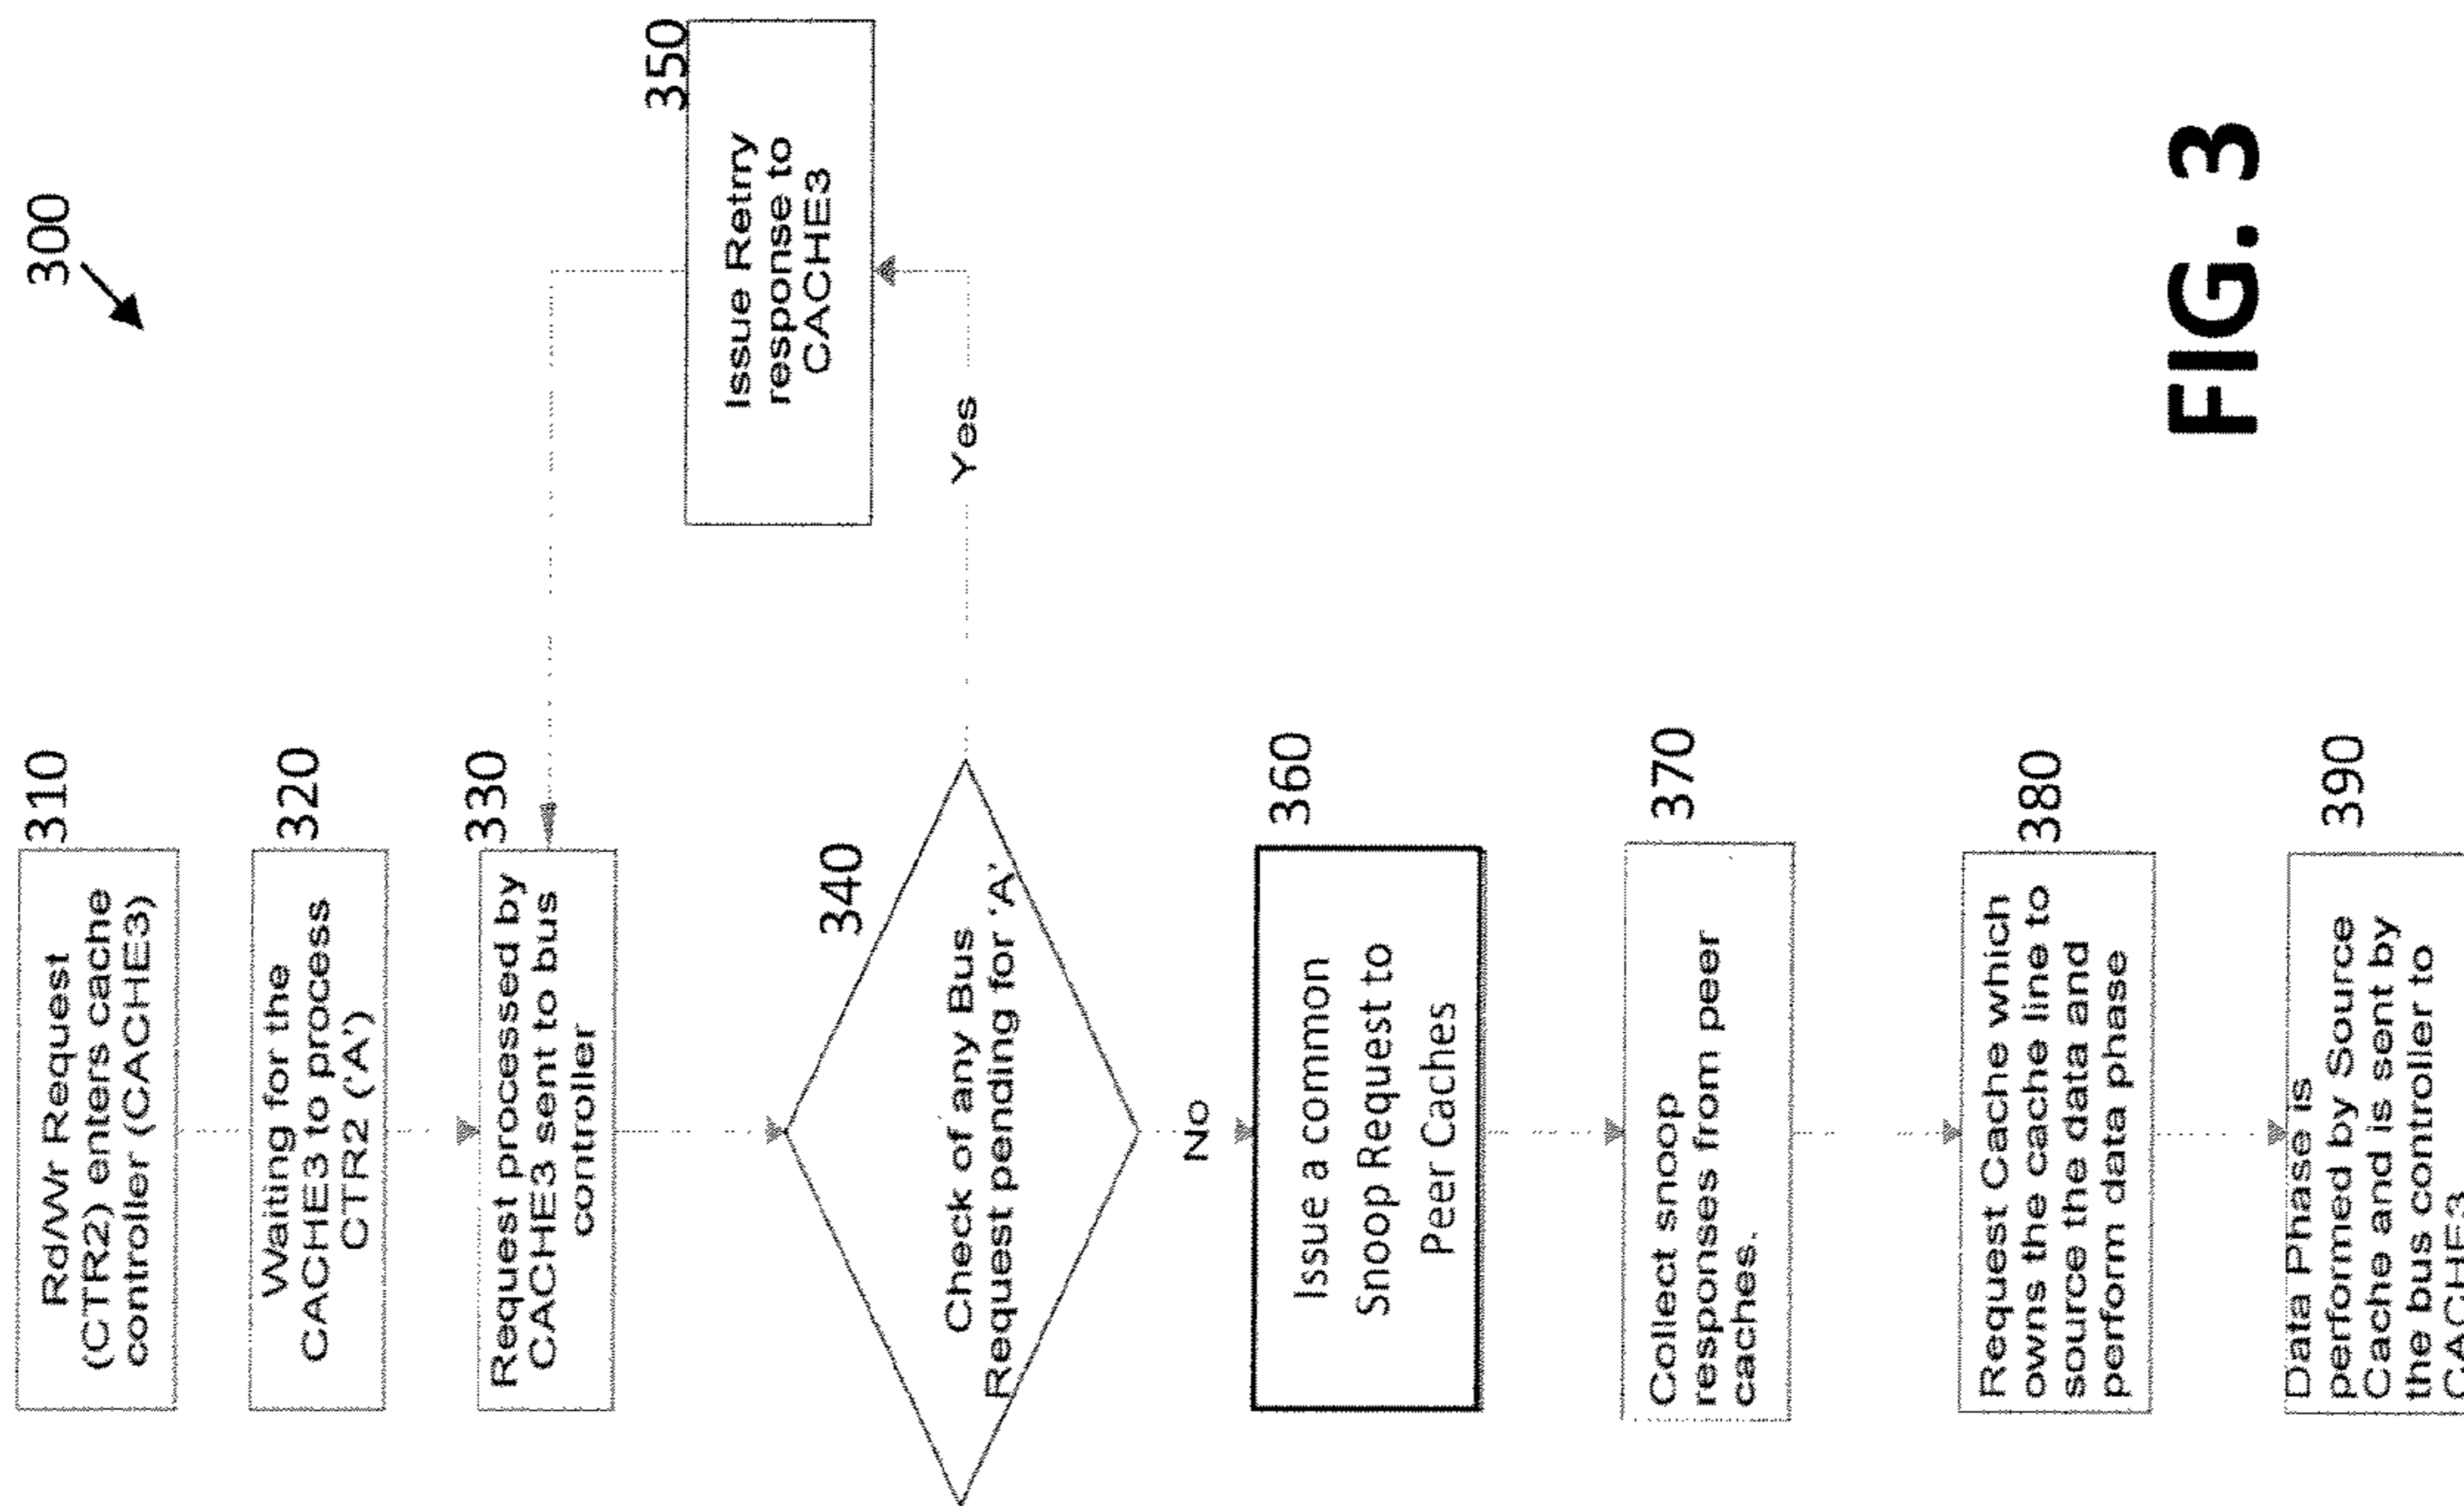 300
310
Rd/Wr Request
(CTR2) enters cache
controller (CACHE3)
320
Waiting for the
CACHE3 to process
CTR2 ('A')
330
Request processed by
CACHE3 sent to bus
controller
340
Check of any Bus
Request pending for 'A'
Yes
350
Issue Retry
response to
CACHE3
No
360
Issue a common
Snoop Request to
Peer Caches
370
Collect snoop
responses from peer
caches.
380
Request Cache which
owns the cache line to
source the data and
perform data phase
390
Data Phase is
performed by Source
Cache and is sent by
the bus controller to
CACHE3
FIG. 3